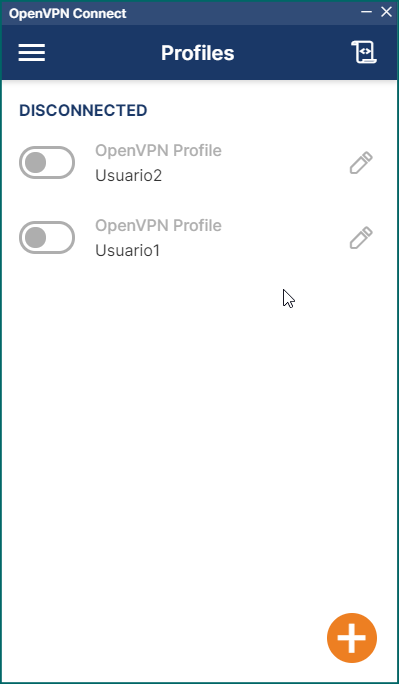 OpenVPN Connect
Profiles
DISCONNECTED
OpenVPN Profile
Usuario2
OpenVPN Profile
Usuario1